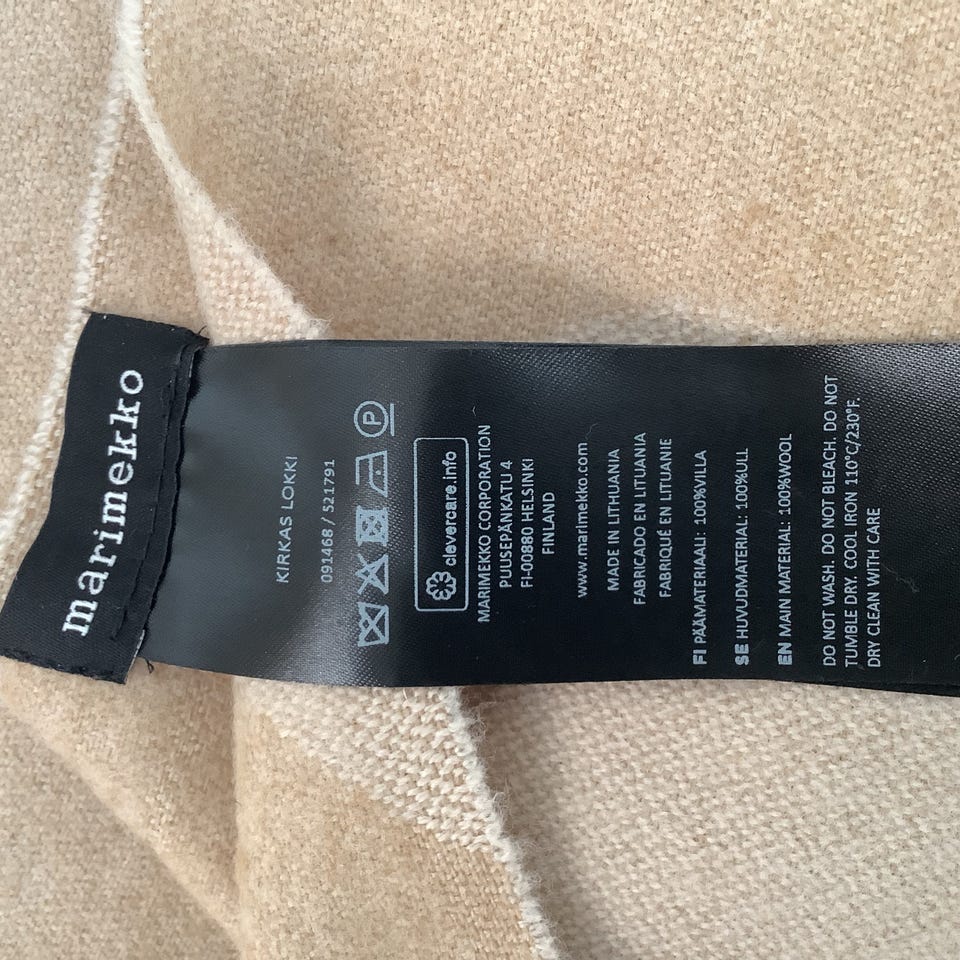 marimekko
KIRKAS LOKI
091468 / 521791
P
clevercare.info
MARIMEKKO CORPORATION
PUUSEPÄNKATU 4
FI-00880 HELSINKI
FINLAND
www.marimekko.com
MADE IN LITHUANIA
FABRICADO EN LITUANIA
FABRIQUÉ EN LITUANIE
FI PÄÄMATERIAALI: 100%VILLA
SE HUVUDMATERIAL: 100%ULL
EN MAIN MATERIAL: 100%WOOL
DO NOT WASH. DO NOT BLEACH. DO NOT
TUMBLE DRY. COOL IRON 110°C/230°F.
DRY CLEAN WITH CARE